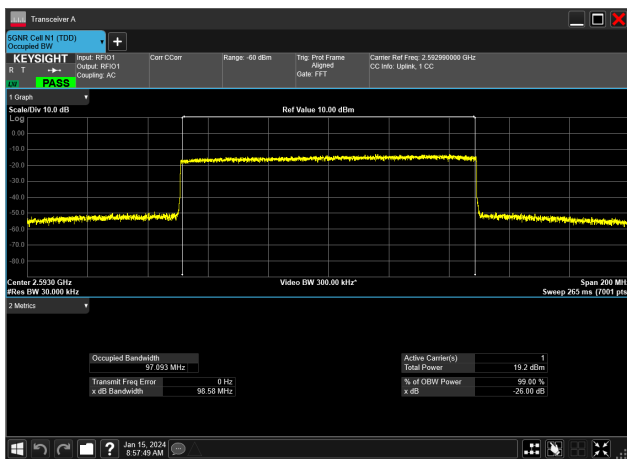 Transceiver A
5GNR Cell N1 (TDD)
Occupied BW
KEYSIGHT
R T
LW
PASS
Input: RFIO1
Output: RFIO1
Coupling: AC
Corr CCorr
Range: -60 dBm
Trig: Prot Frame
Aligned
Gate: FFT
Carrier Ref Freq: 2.592990000 GHz
CC Info: Uplink, 1 CC
1 Graph
Scale/Div 10.0 dB
Ref Value 10.00 dBm
Log
0.00
-10.0
-20.0
-30.0
-40.0
-50.0
-60.0
-70.0
-80.0
Center 2.5930 GHz
Video BW 300.00 kHz*
Span 200 MHz
#Res BW 30.000 kHz
Sweep 265 ms (7001 pts
2 Metrics
Occupied Bandwidth
97.093 MHz
Active Carrier(s) 1
Total Power 19.2 dBm
Transmit Freq Error 0 Hz
x dB Bandwidth 98.58 MHz
% of OBW Power 99.00 %
x dB -26.00 dB
?
Jan 15, 2024
8:57:49 AM